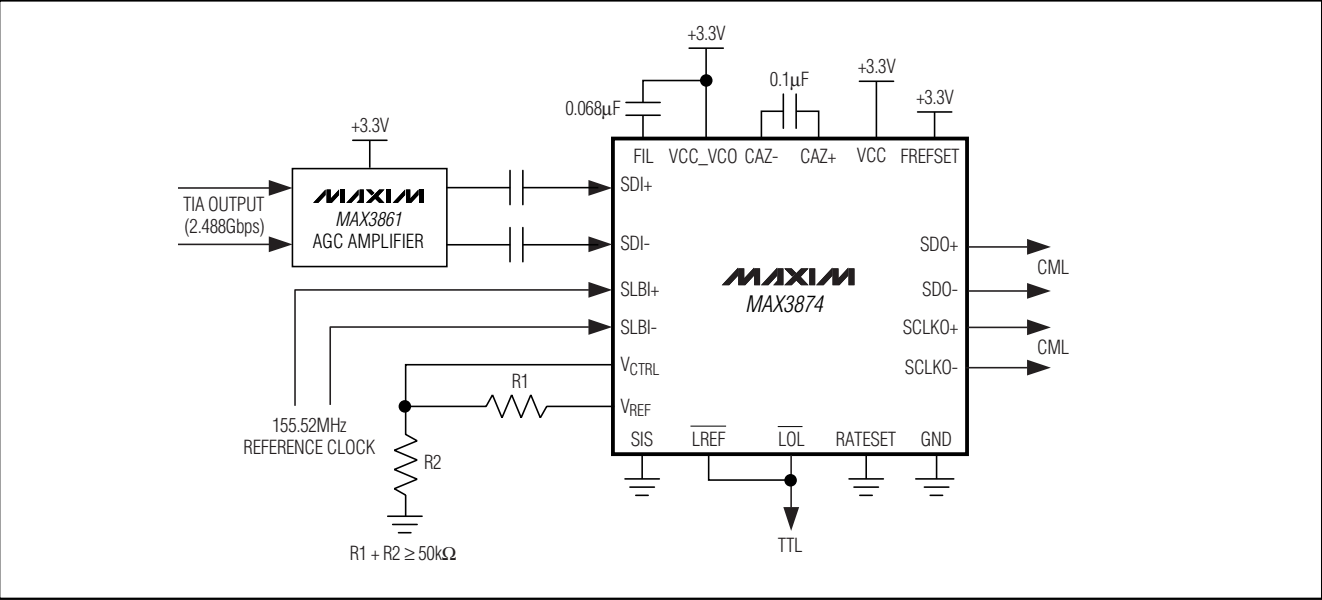 +3.3V
0.1μF
+3.3V
+3.3V
0.068μF
+3.3V
FIL
VCC_VCO
CAZ-
CAZ+
VCC
FREFSET
TIA OUTPUT
(2.488Gbps)
MAXIM
MAX3861
AGC AMPLIFIER
SDI+
SDI-
SLBI+
SLBI-
VCTRL
VREF
MAXIM
MAX3874
SDO+
SDO-
SCLKO+
SCLKO-
CML
CML
R1
155.52MHz
REFERENCE CLOCK
R2
SIS
LREF
LOL
RATESET
GND
TTL
R1 + R2 ≥ 50kΩ